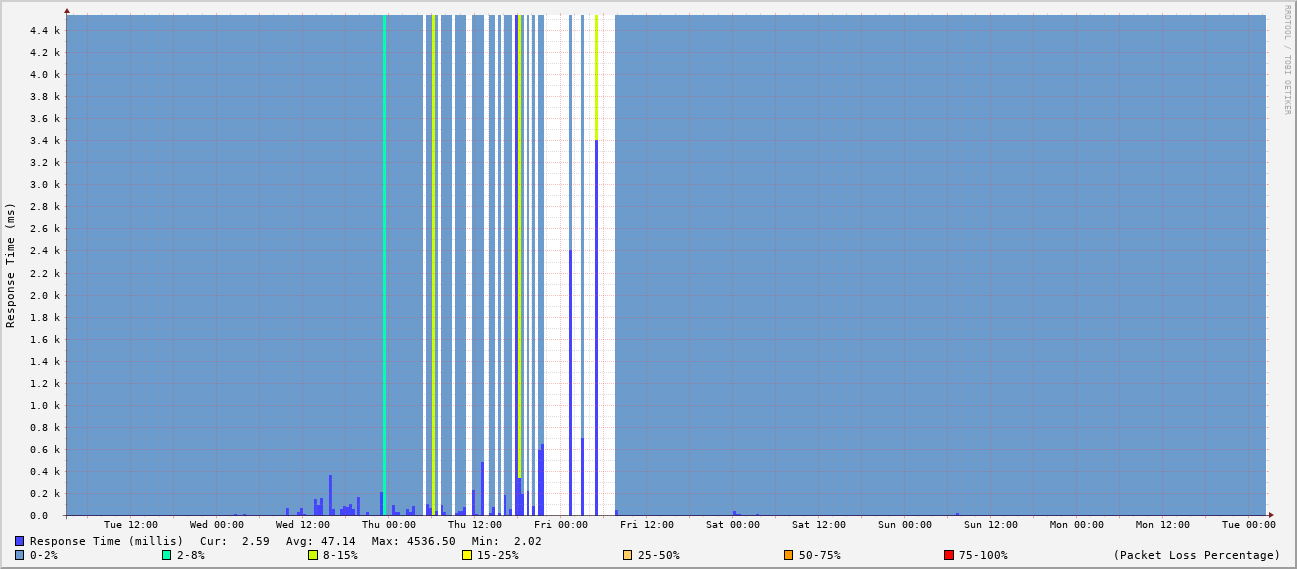 RRDTOOL / TOBI OETIKER
Response Time (ms)
4.4 k
4.2 k
4.0 k
3.8 k
3.6 k
3.4 k
3.2 k
3.0 k
2.8 k
2.6 k
2.4 k
2.2 k
2.0 k
1.8 k
1.6 k
1.4 k
1.2 k
1.0 k
0.8 k
0.6 k
0.4 k
0.2 k
0.0
Tue 12:00 Wed 00:00 Wed 12:00 Thu 00:00 Thu 12:00 Fri 00:00 Fri 12:00 Sat 00:00 Sat 12:00 Sun 00:00 Sun 12:00 Mon 00:00 Mon 12:00 Tue 00:00
Response Time (millis) Cur: 2.59 Avg: 47.14 Max: 4536.50 Min: 2.02
0-2% 2-8% 8-15% 15-25% 25-50% 50-75% 75-100% (Packet Loss Percentage)